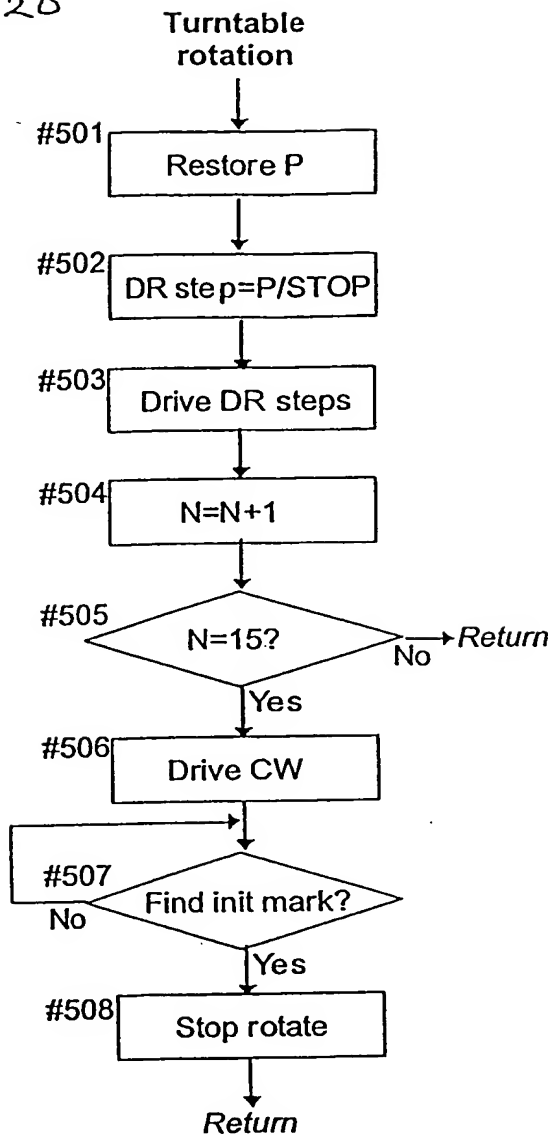 20
Turntable
rotation
#501
Restore P
#502
DR step=P/STOP
#503
Drive DR steps
#504
N=N+1
#505
N=15?
No
Return
Yes
#506
Drive CW
#507
Find init mark?
No
Yes
#508
Stop rotate
Return